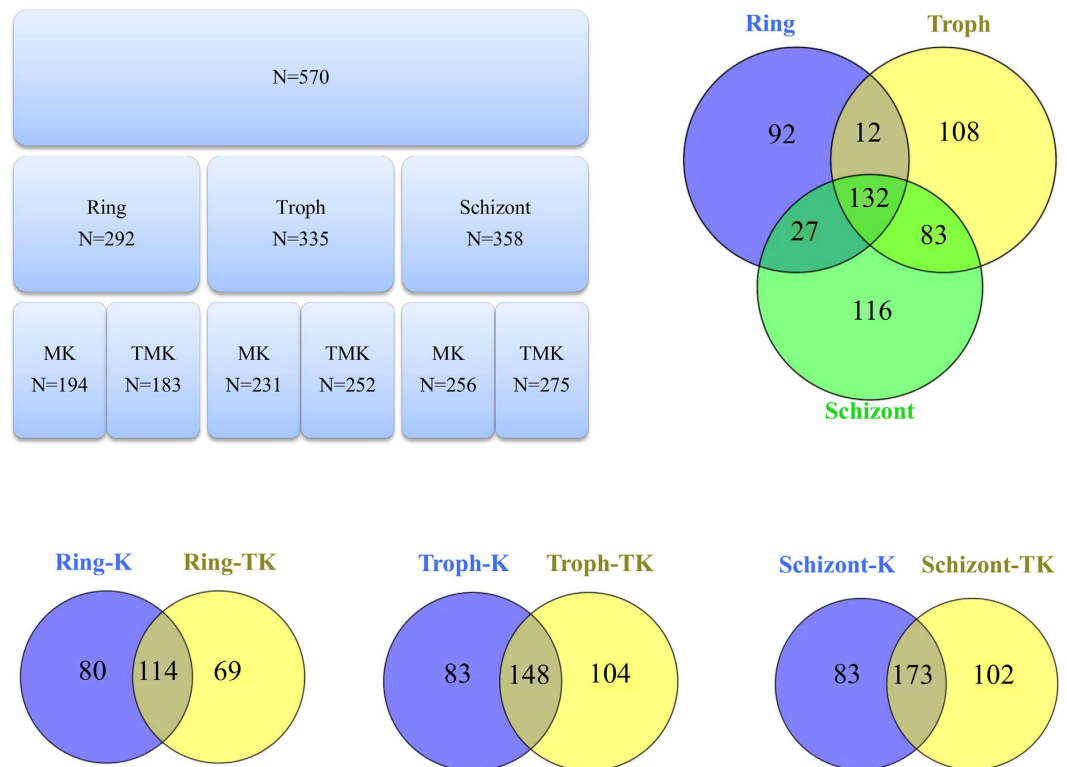 N=570
Ring
N=292
Troph
N=335
Schizont
N=358
MK
N=194
TMK
N=183
MK
N=231
TMK
N=252
MK
N=256
TMK
N=275
Ring Troph
92 12 108
132
27 83
116
Schizont
Ring-K Ring-TK
80 114 69
Troph-K Troph-TK
83 148 104
Schizont-K Schizont-TK
83 173 102